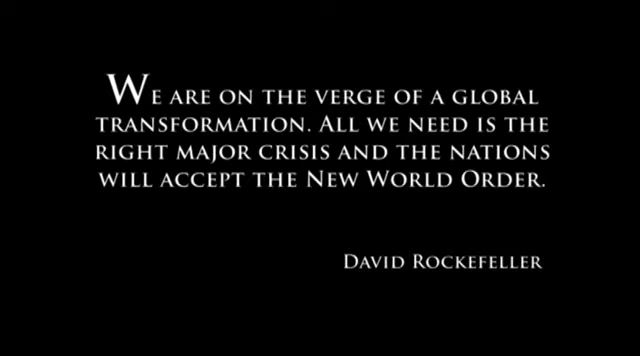 We are on the verge of a global
transformation. All we need is the
right major crisis and the nations
will accept the New World Order.
David Rockefeller